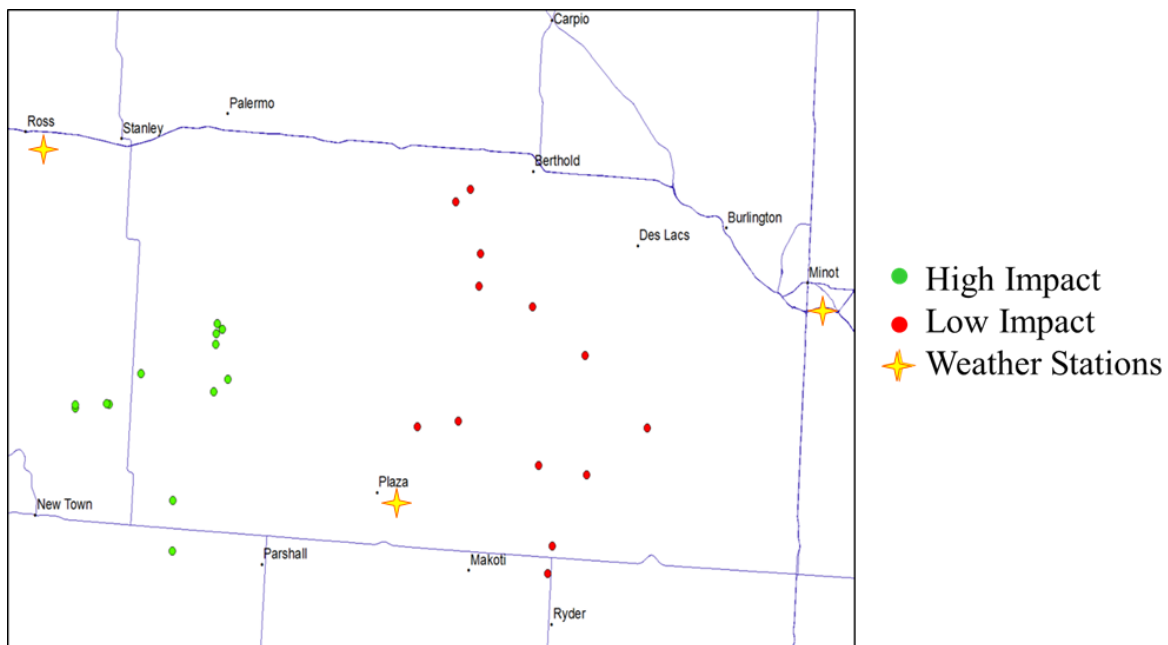 Carpio
Palermo
Ross
Stanley
Berthold
Burlington
Des Lacs
Minot
High Impact
Low Impact
Weather Stations
Plaza
New Town
Parshall
Makoti
Ryder